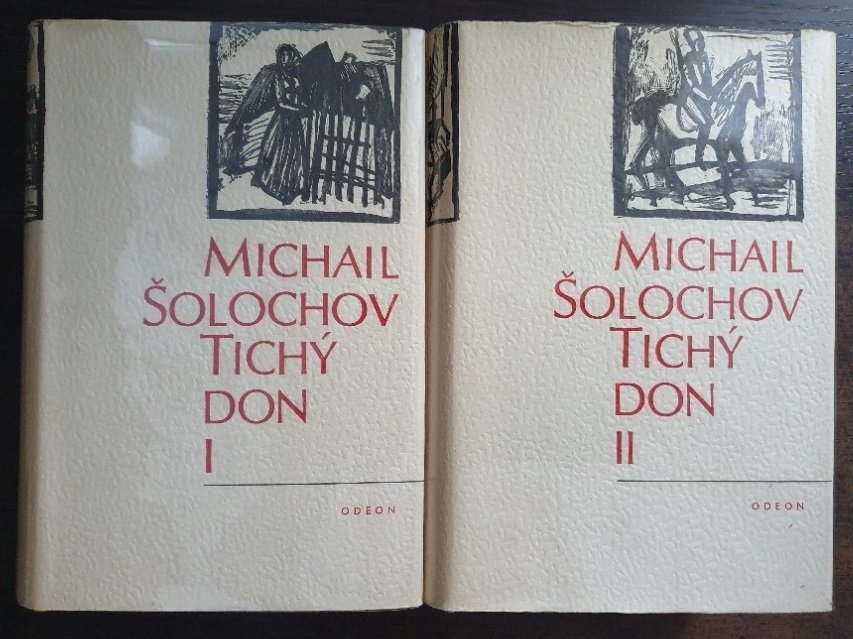 MICHAIL
ŠOLOCHOV
TICHÝ
DON
I
ODEON
MICHAIL
ŠOLOCHOV
TICHÝ
DON
II
ODEON